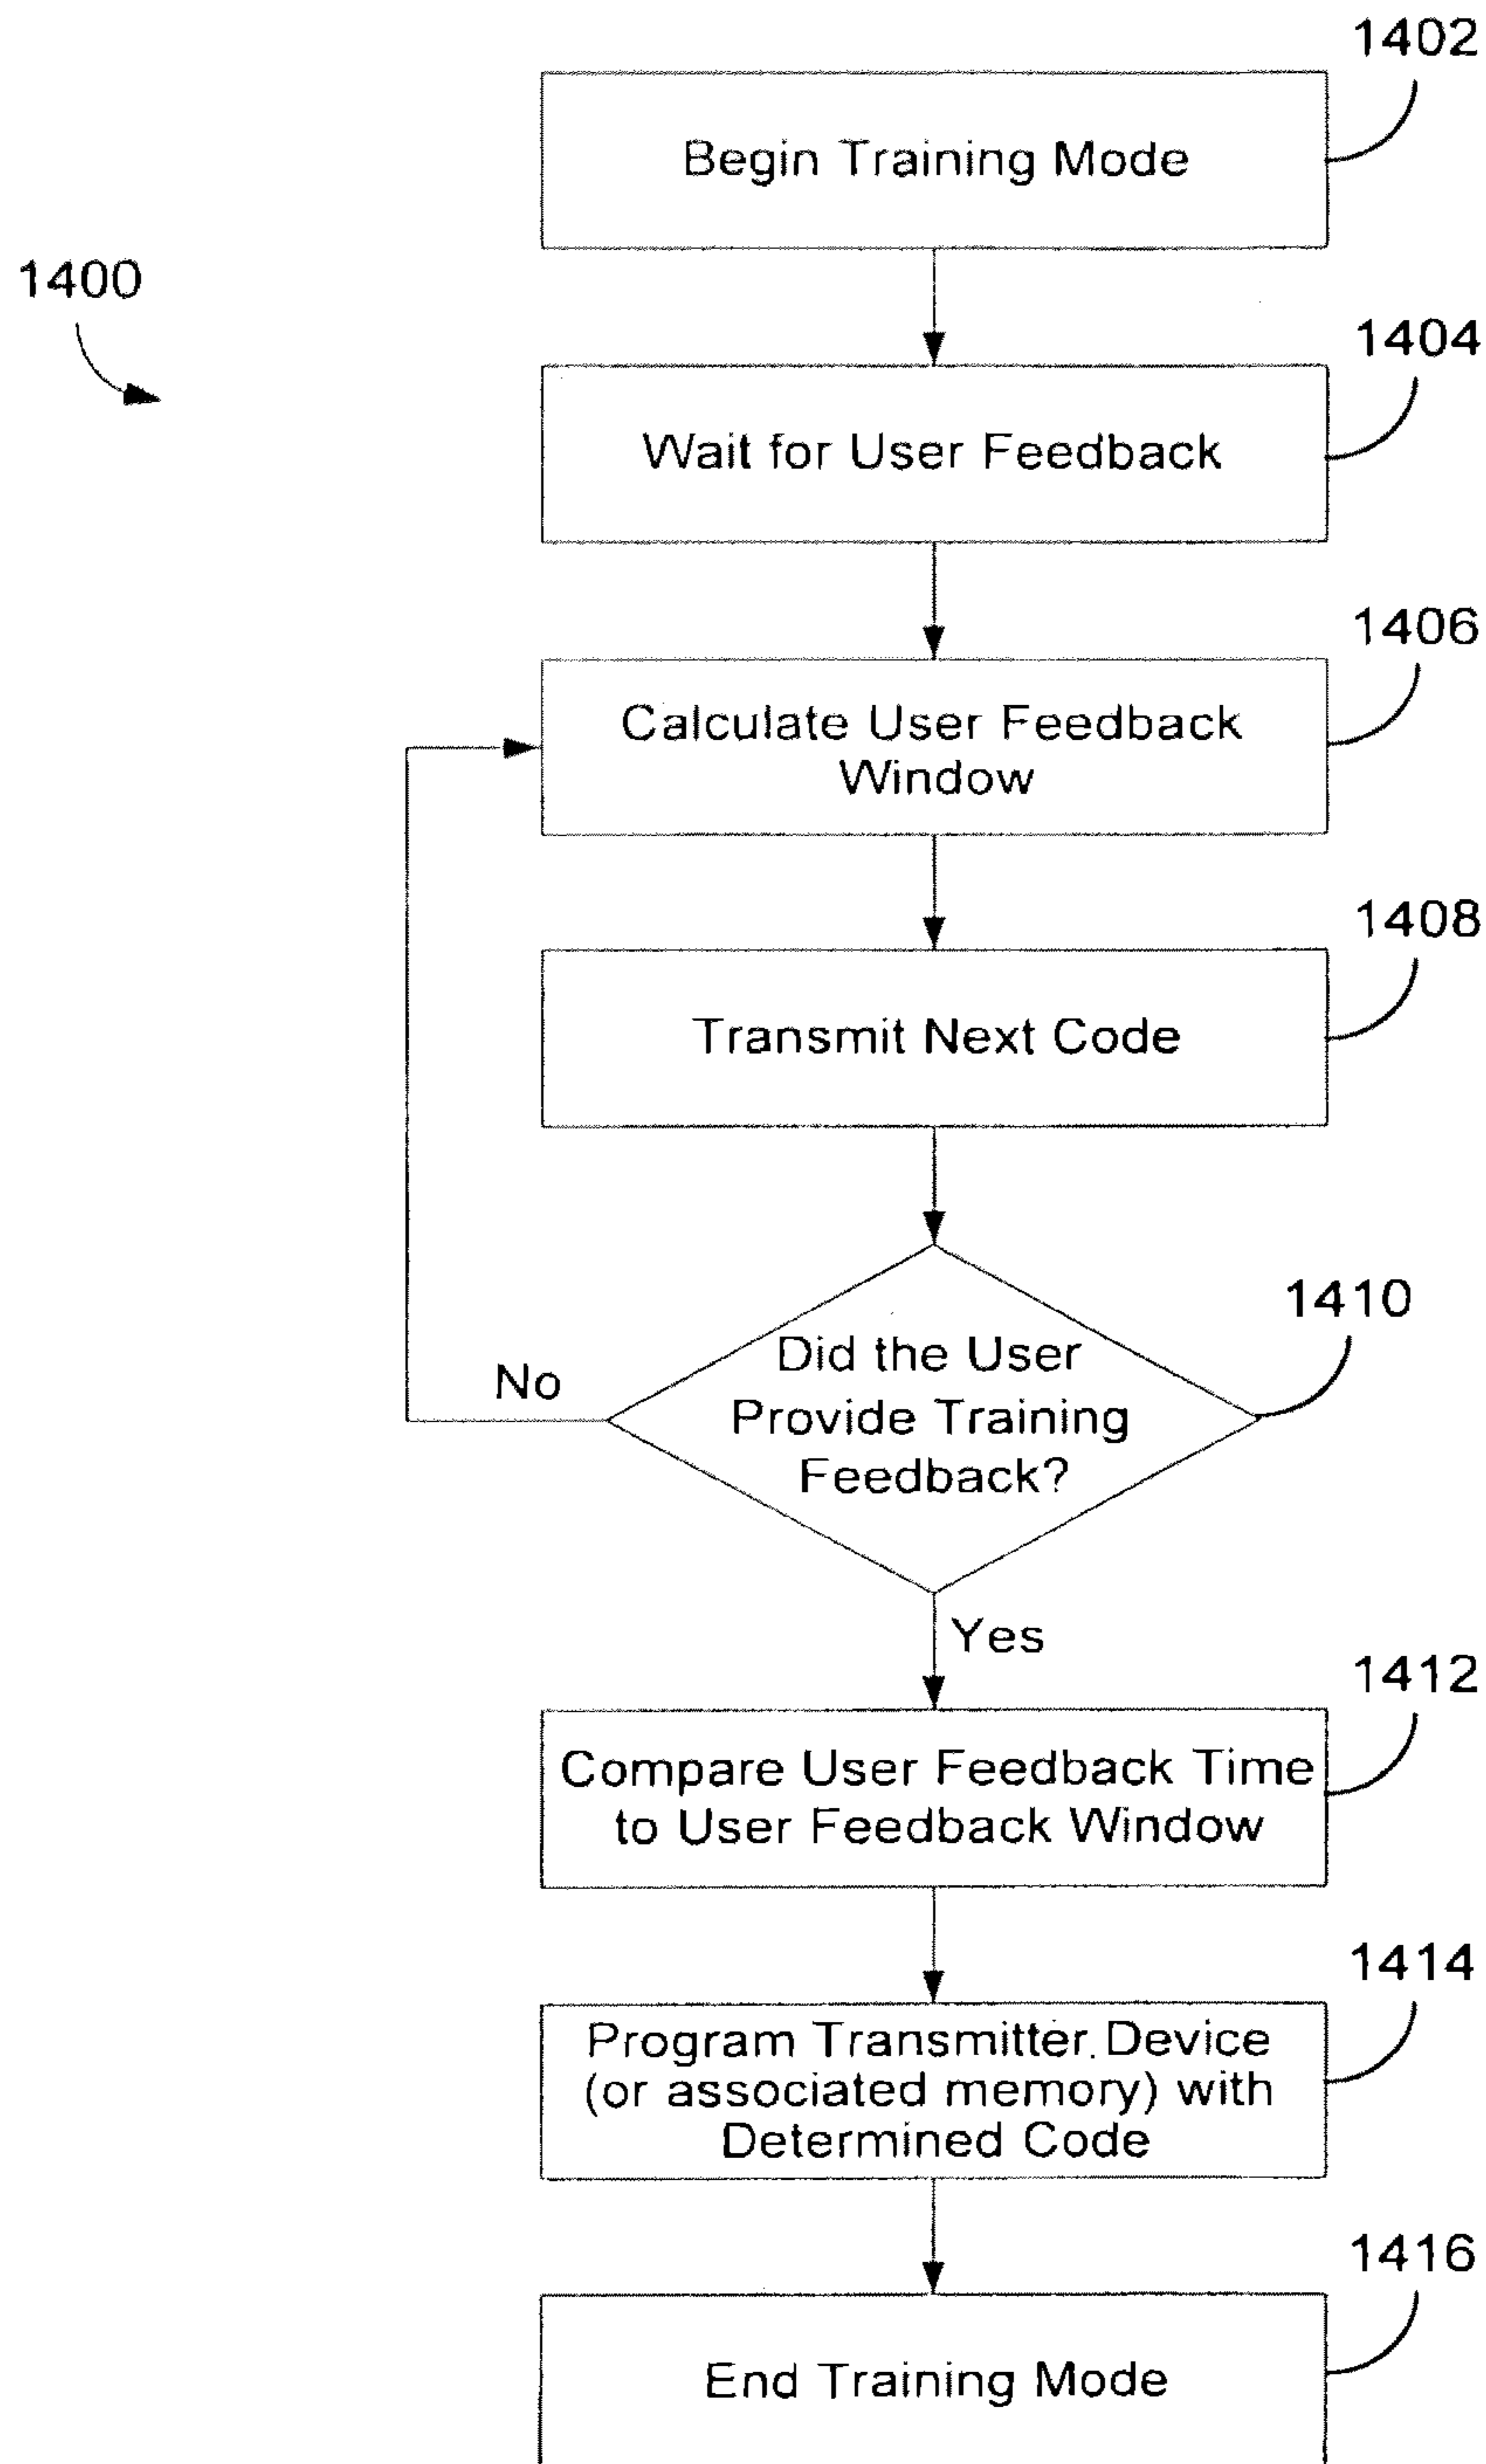 1402
Begin Training Mode
1400
1404
Wait for User Feedback
1406
Calculate User Feedback
Window
1408
Transmit Next Code
1410
Did the User
Provide Training
Feedback?
No
Yes
1412
Compare User Feedback Time
to User Feedback Window
1414
Program Transmitter Device
(or associated memory) with
Determined Code
1416
End Training Mode